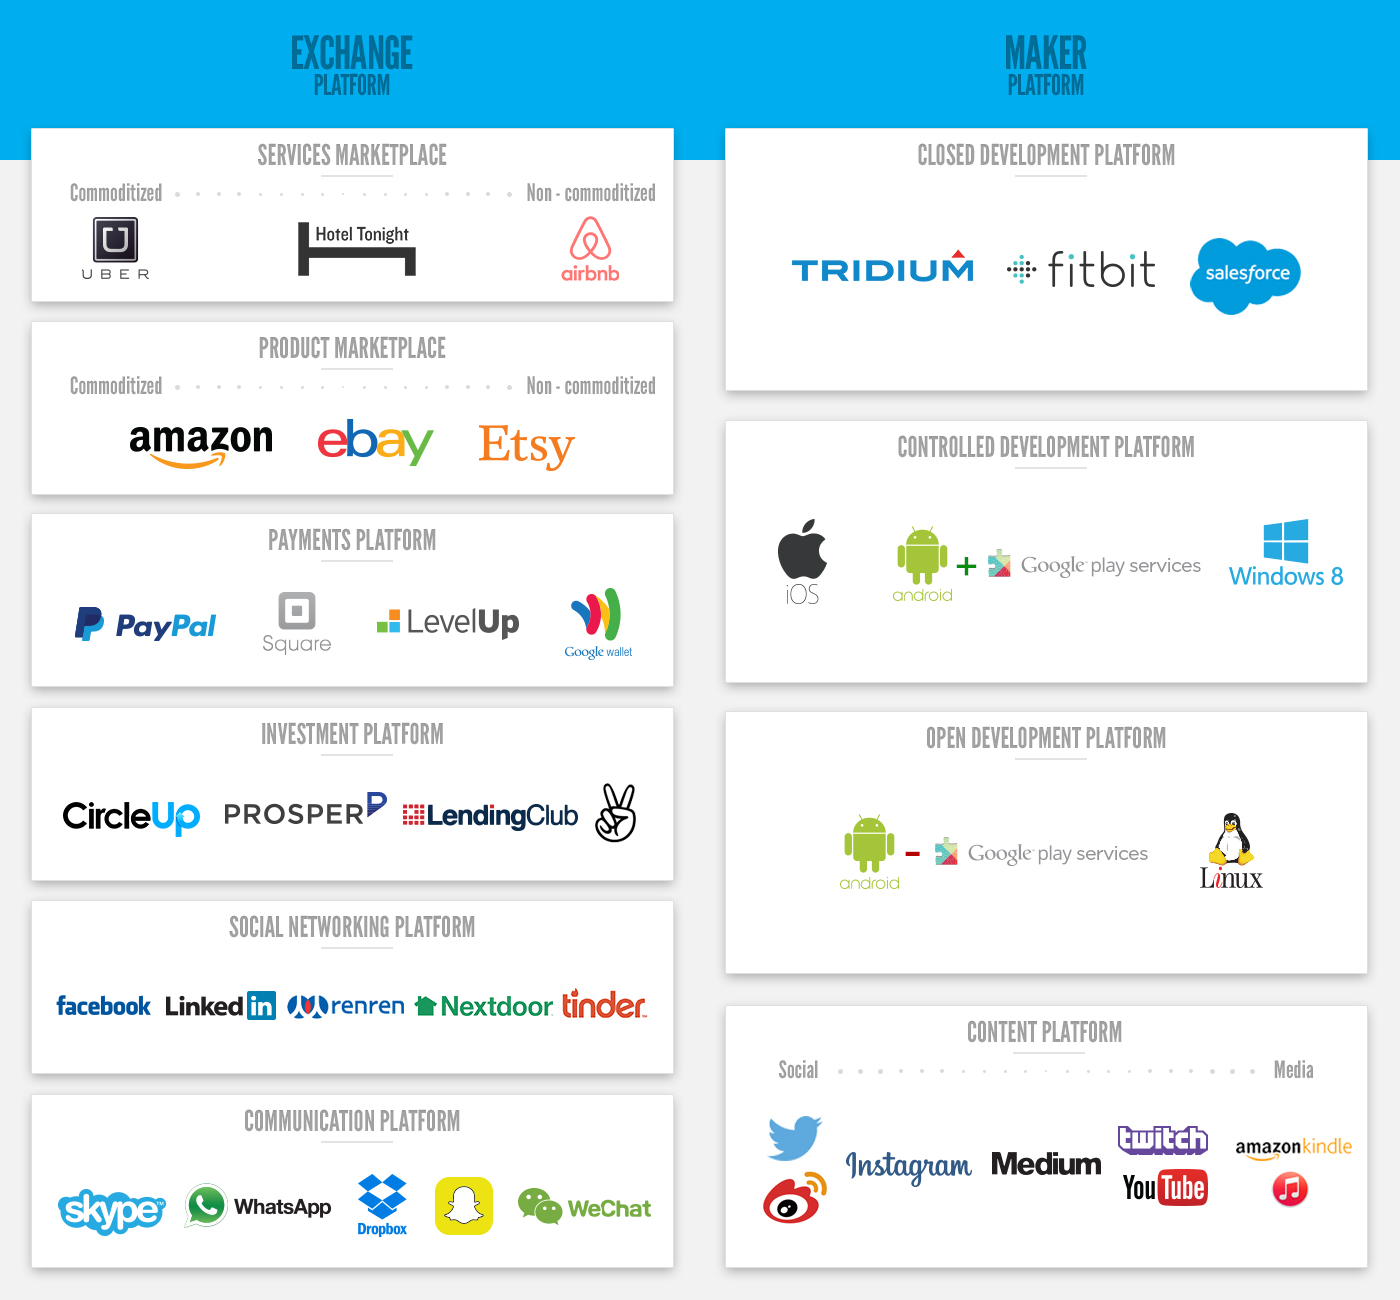 EXCHANGE
PLATFORM
SERVICES MARKETPLACE
Commoditized
Non - commoditized
UBER
Hotel Tonight
airbnb
PRODUCT MARKETPLACE
Commoditized
Non - commoditized
amazon
ebay
Etsy
PAYMENTS PLATFORM
PayPal
Square
LevelUp
Google wallet
INVESTMENT PLATFORM
CircleUp
PROSPER
LendingClub
SOCIAL NETWORKING PLATFORM
facebook
Linked in
renren
Nextdoor
tinder
COMMUNICATION PLATFORM
skype
WhatsApp
Dropbox
WeChat
MAKER
PLATFORM
CLOSED DEVELOPMENT PLATFORM
TRIDIUM
fitbit
salesforce
CONTROLLED DEVELOPMENT PLATFORM
iOS
android
+
Google play services
Windows 8
OPEN DEVELOPMENT PLATFORM
android
-
Google play services
Linux
CONTENT PLATFORM
Social
Media
Instagram
Medium
twitch
YouTube
amazonkindle